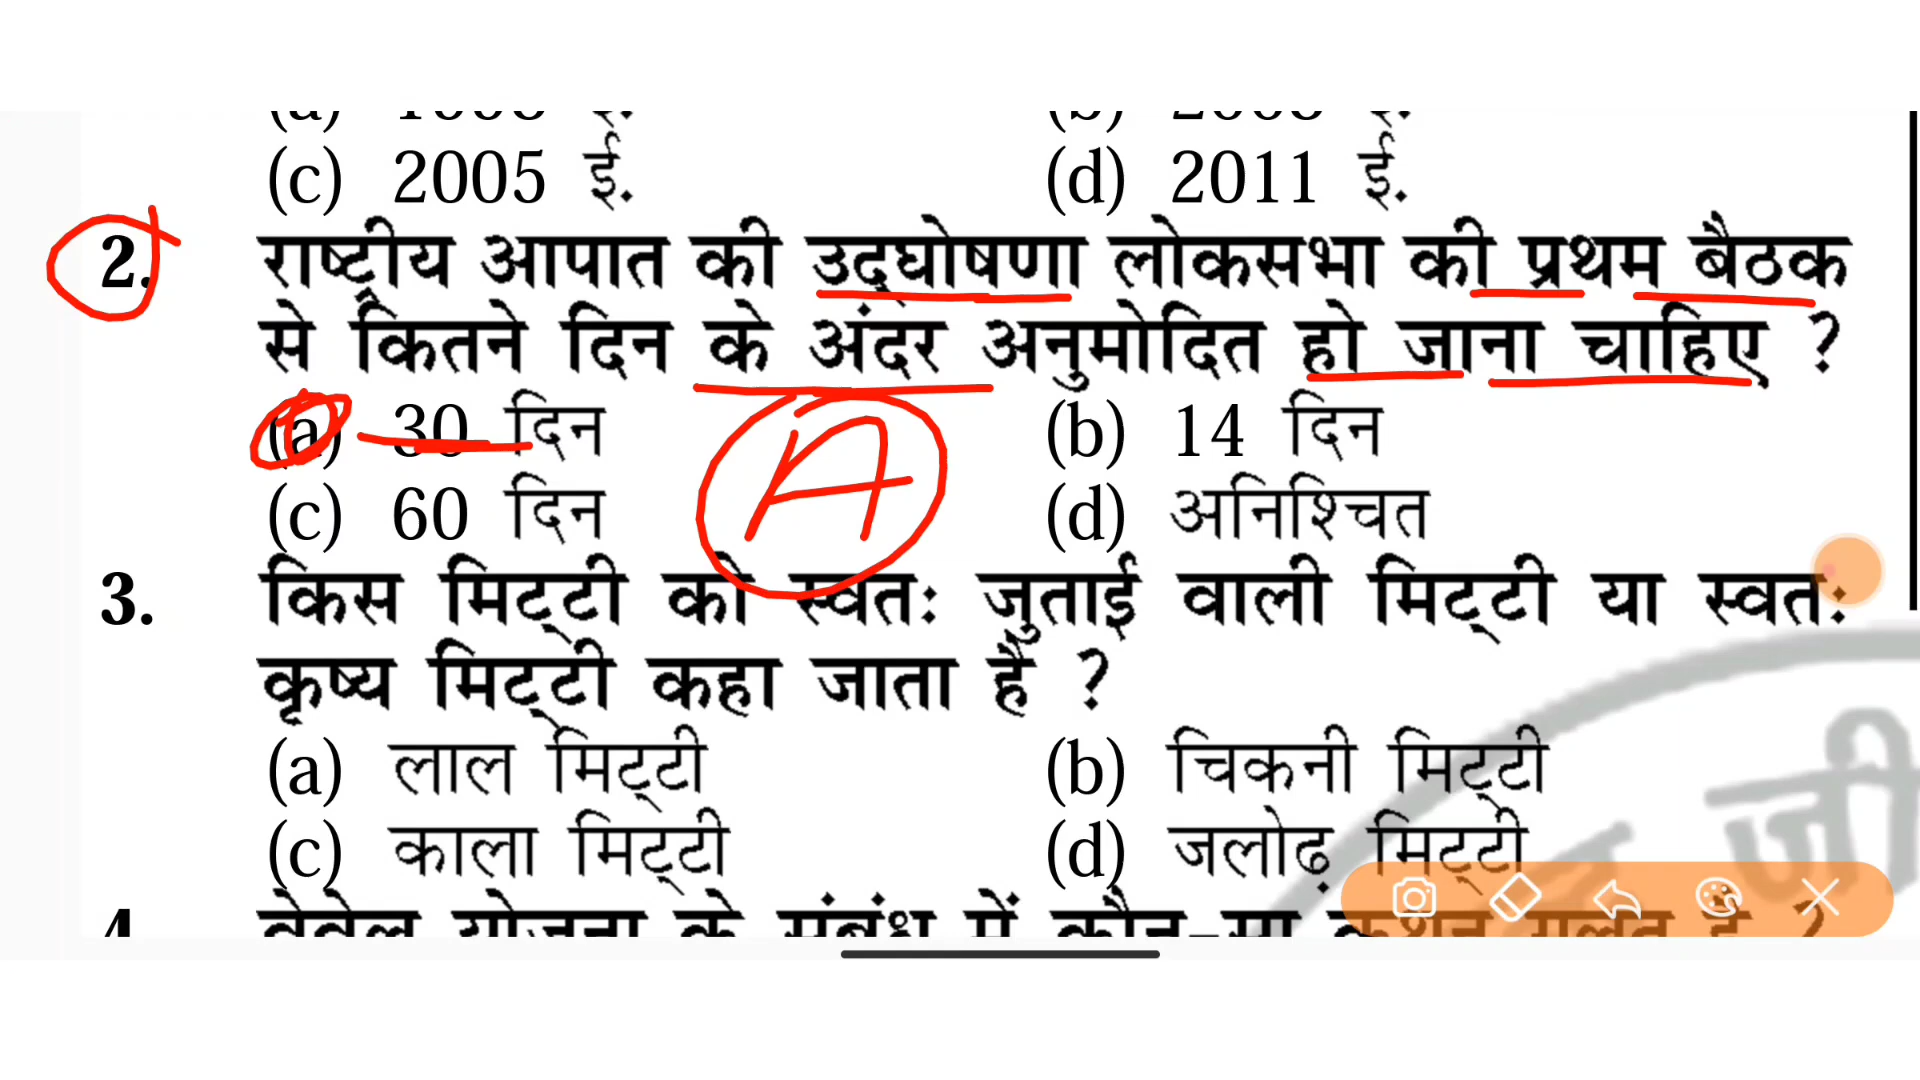 (c) 2005 ई. (d) 2011 ई.
2. राष्ट्रीय आपात की उद्घोषणा लोकसभा की प्रथम बैठक
से कितने दिन के अंदर अनुमोदित हो जाना चाहिए ?
(a) 30 दिन (b) 14 दिन
A
(c) 60 दिन (d) अनिश्चित
3. किस मिट्टी को स्वतः जुताई वाली मिट्टी या स्वतः
कृष्य मिट्टी कहा जाता है ?
(a) लाल मिट्टी (b) चिकनी मिट्टी
(c) काला मिट्टी (d) जलोढ़ मिट्टी